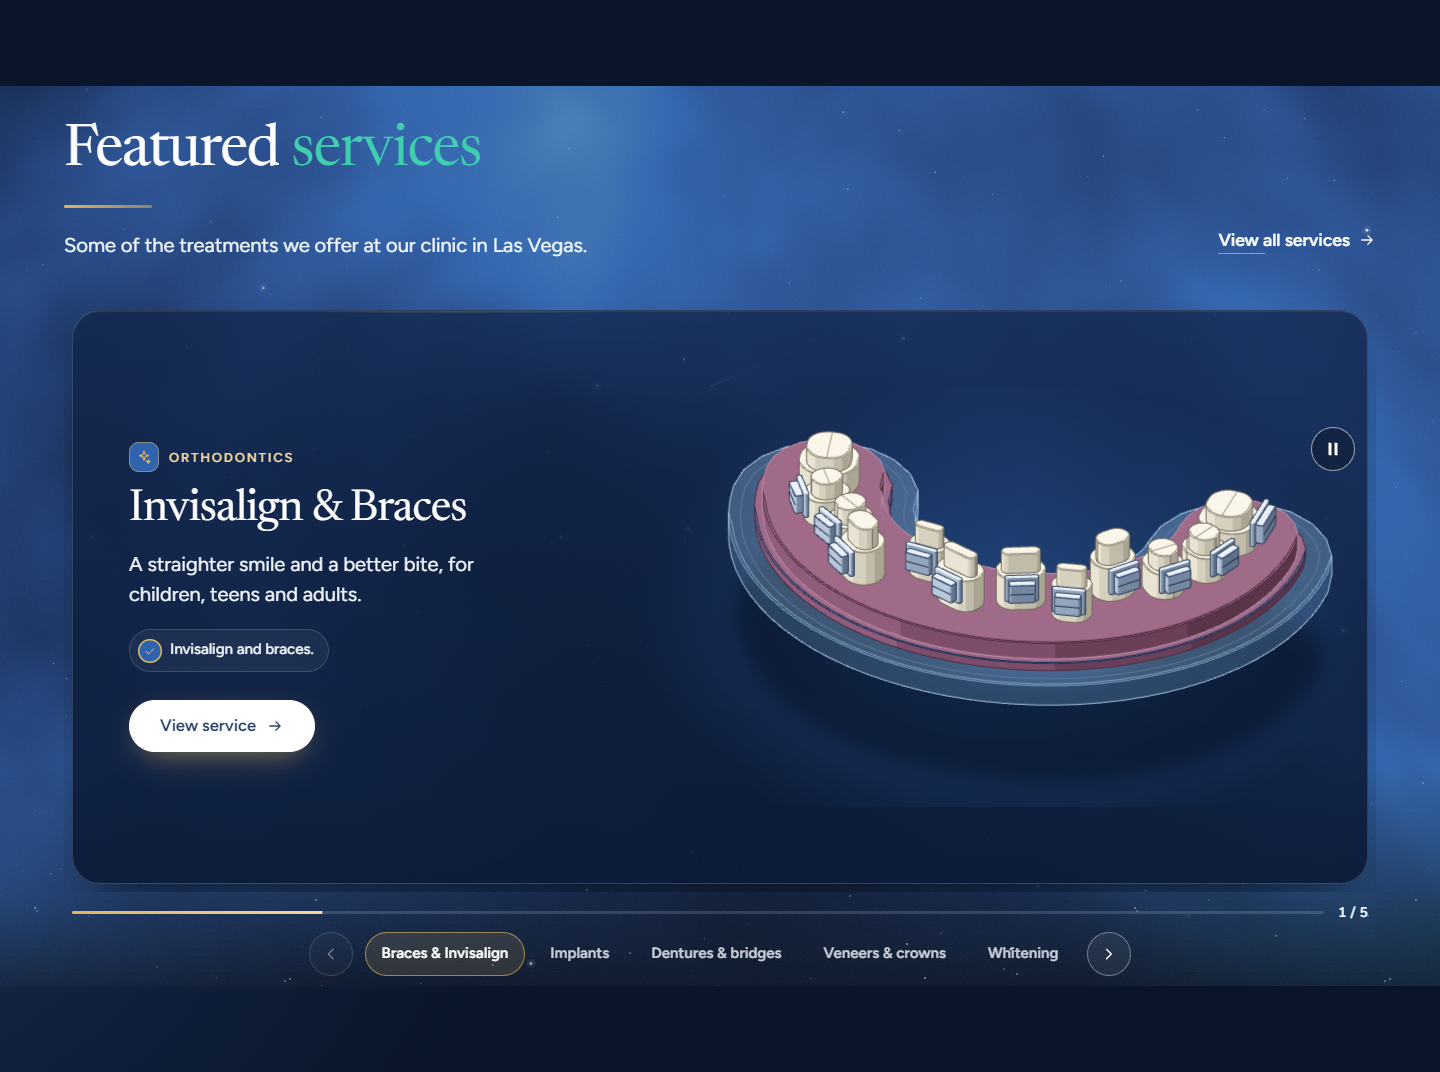 Featured services
Some of the treatments we offer at our clinic in Las Vegas.
View all services
ORTHODONTICS
Invisalign & Braces
A straighter smile and a better bite, for
children, teens and adults.
Invisalign and braces.
View service
1 / 5
Braces & Invisalign
Implants
Dentures & bridges
Veneers & crowns
Whitening